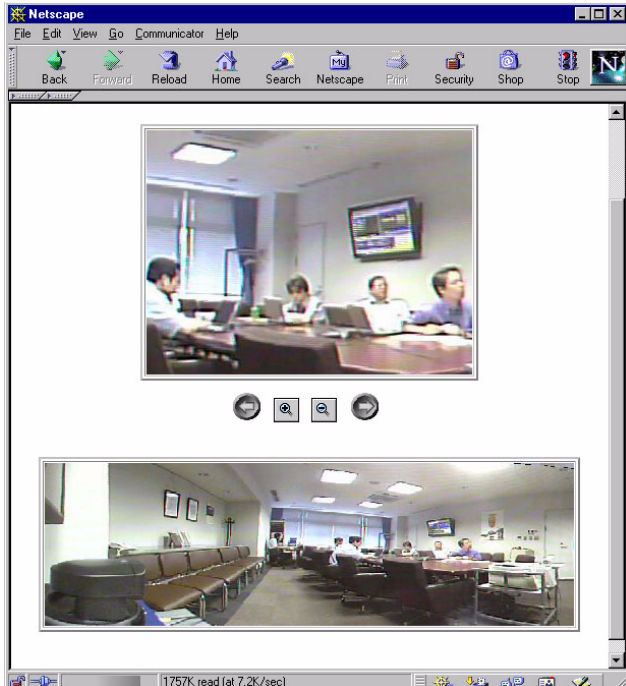 Netscape
File Edit View Go Communicator Help
My
N
Back Forward Reload Home Search Netscape Print Security Shop Stop
1757K read (at 7.2K/sec)